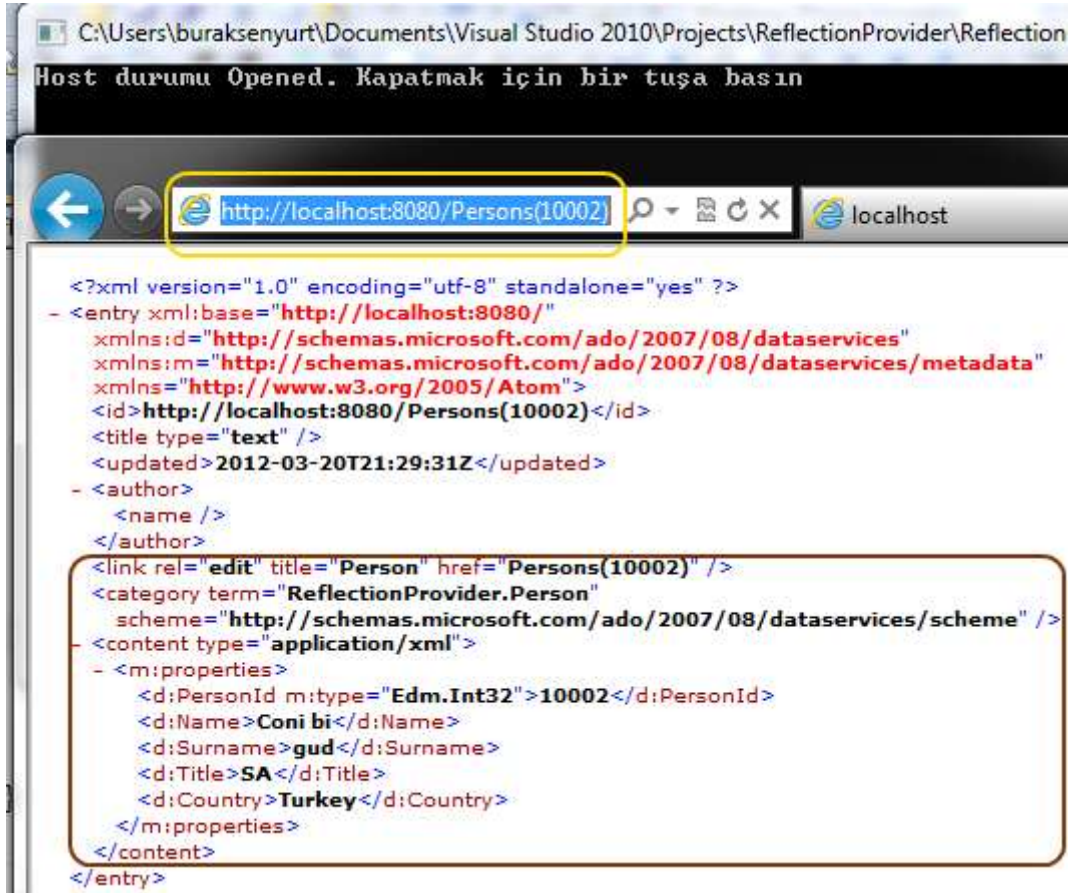 C:\Users\buraksenyurt\Documents\Visual Studio 2010\Projects\ReflectionProvider\Reflection
Host durumu Opened. Kapatmak için bir tuşa basın
http://localhost:8080/Persons(10002)
localhost
<?xml version="1.0" encoding="utf-8" standalone="yes" ?>
- <entry xml:base="http://localhost:8080/"
xmlns:d="http://schemas.microsoft.com/ado/2007/08/dataservices"
xmlns:m="http://schemas.microsoft.com/ado/2007/08/dataservices/metadata"
xmlns="http://www.w3.org/2005/Atom">
<id>http://localhost:8080/Persons(10002)</id>
<title type="text" />
<updated>2012-03-20T21:29:31Z</updated>
- <author>
<name />
</author>
<link rel="edit" title="Person" href="Persons(10002)" />
<category term="ReflectionProvider.Person"
scheme="http://schemas.microsoft.com/ado/2007/08/dataservices/scheme" />
- <content type="application/xml">
- <m:properties>
<d:PersonId m:type="Edm.Int32">10002</d:PersonId>
<d:Name>Coni bi</d:Name>
<d:Surname>gud</d:Surname>
<d:Title>SA</d:Title>
<d:Country>Turkey</d:Country>
</m:properties>
</content>
</entry>